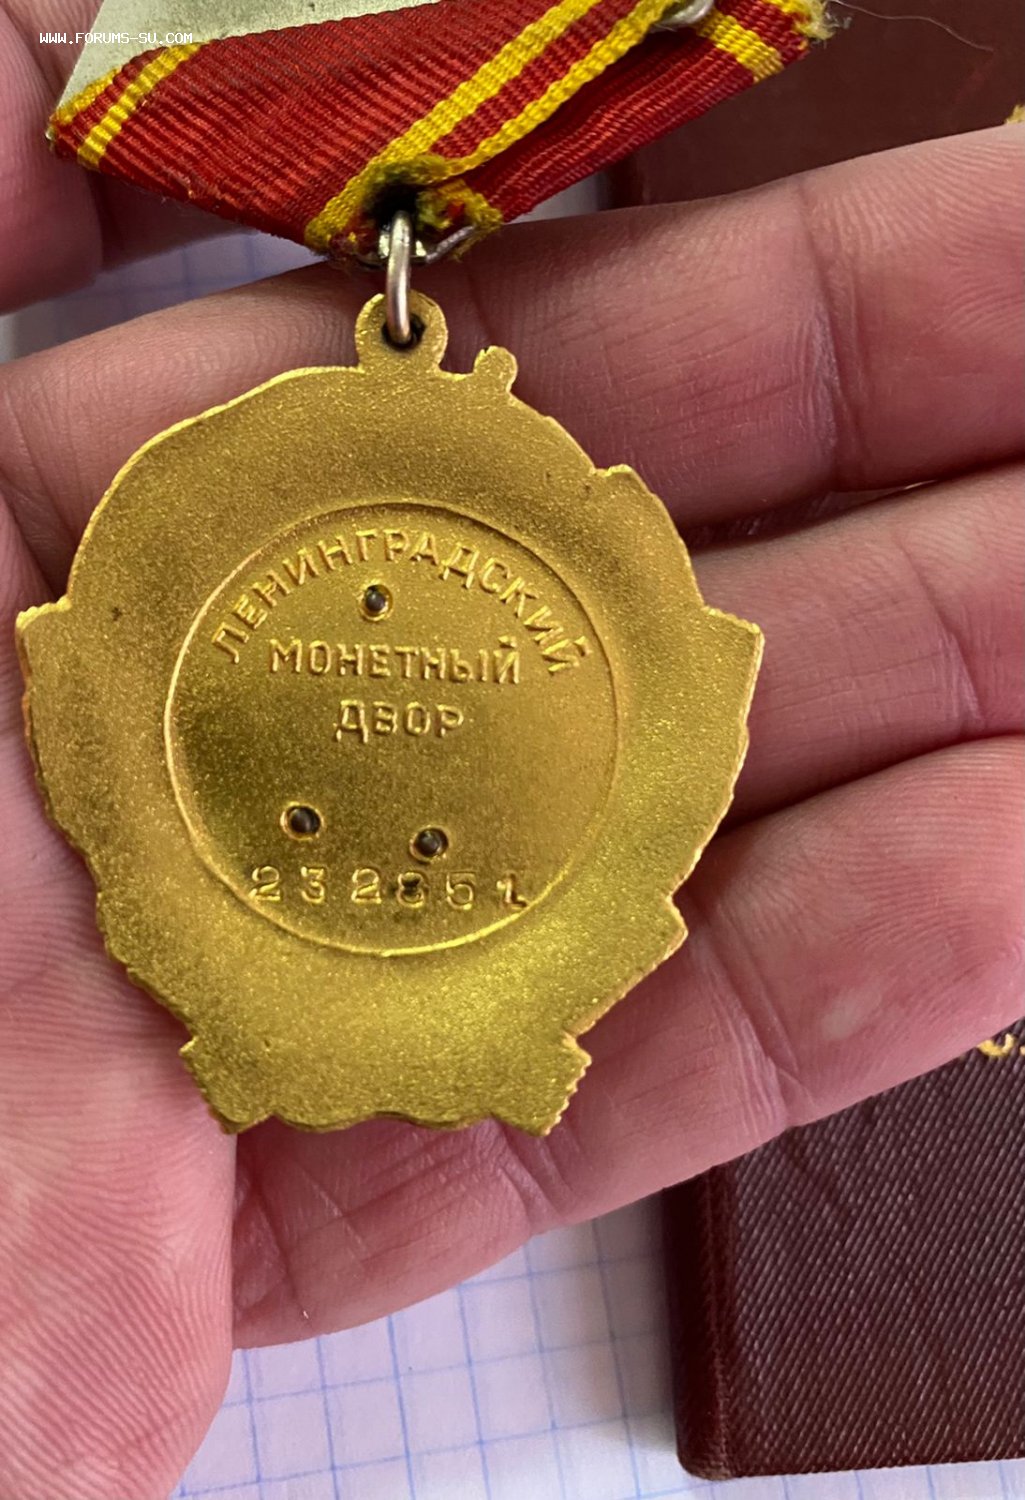 WWW.FORUMS-SU.COM
ЛЕНИНГРАДСКИЙ
МОНЕТНЫЙ
ДВОР
232851